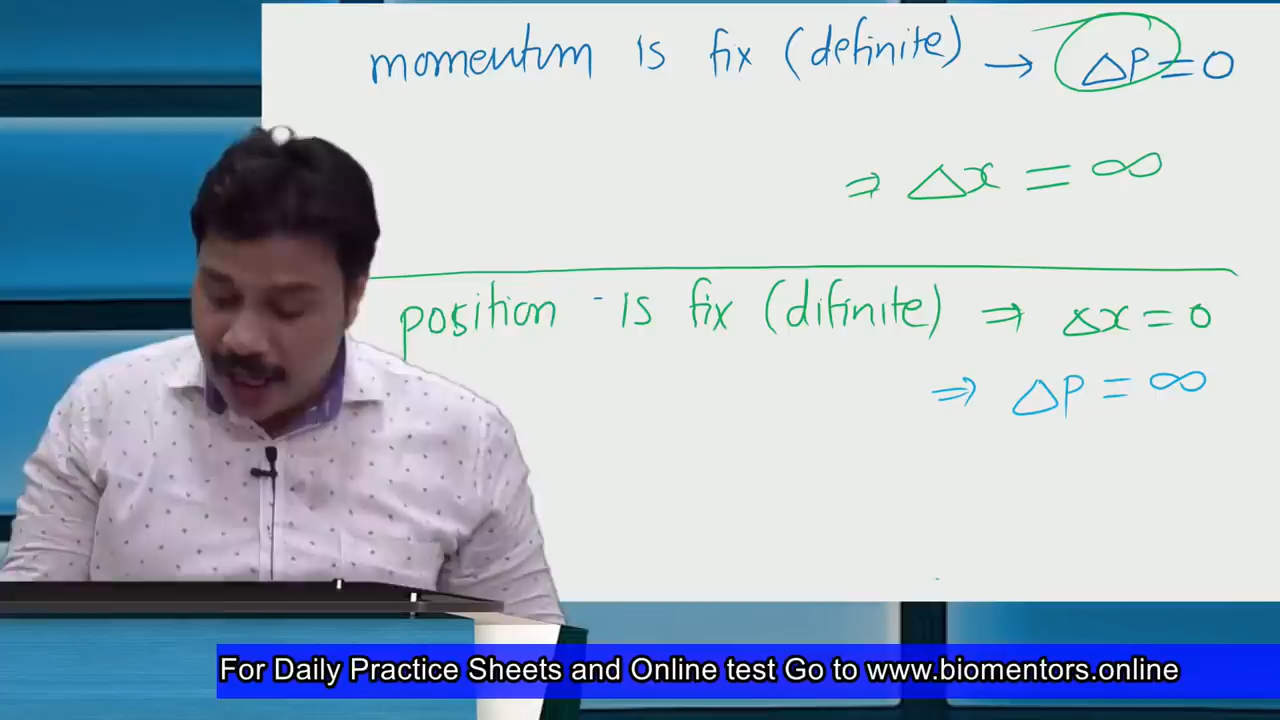 momentum is fix (definite) → ΔP = 0
⇒ Δx = ∞
position - is fix (difinite) ⇒ Δx = 0
⇒ ΔP = ∞
For Daily Practice Sheets and Online test Go to www.biomentors.online